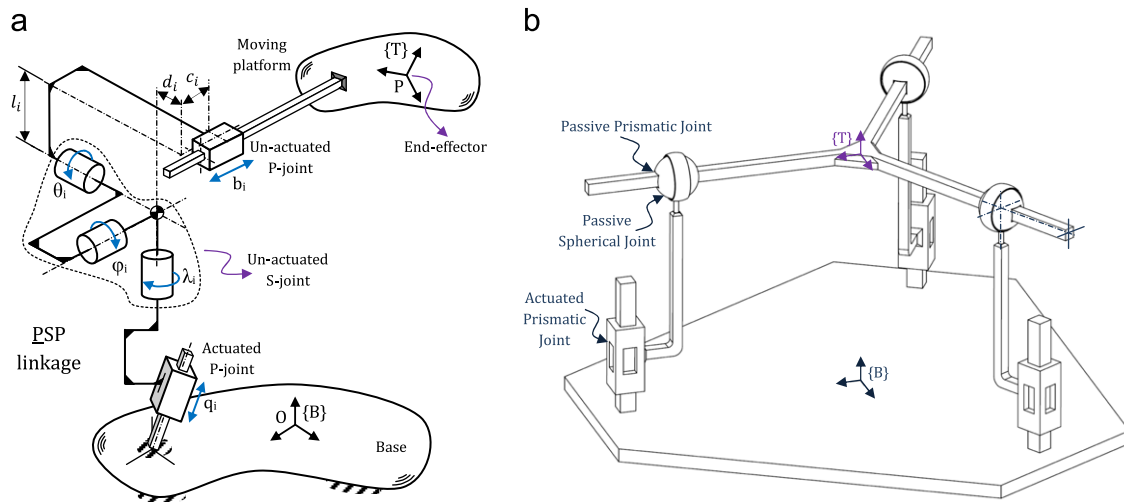 a
Moving
platform
{T}
P
d_i
c_i
l_i
Un-actuated
P-joint
End-effector
b_i
θ_i
φ_i
λ_i
Un-actuated
S-joint
PSP
linkage
Actuated
P-joint
q_i
O
{B}
Base
b
Passive Prismatic Joint
{T}
Passive
Spherical Joint
Actuated
Prismatic
Joint
{B}